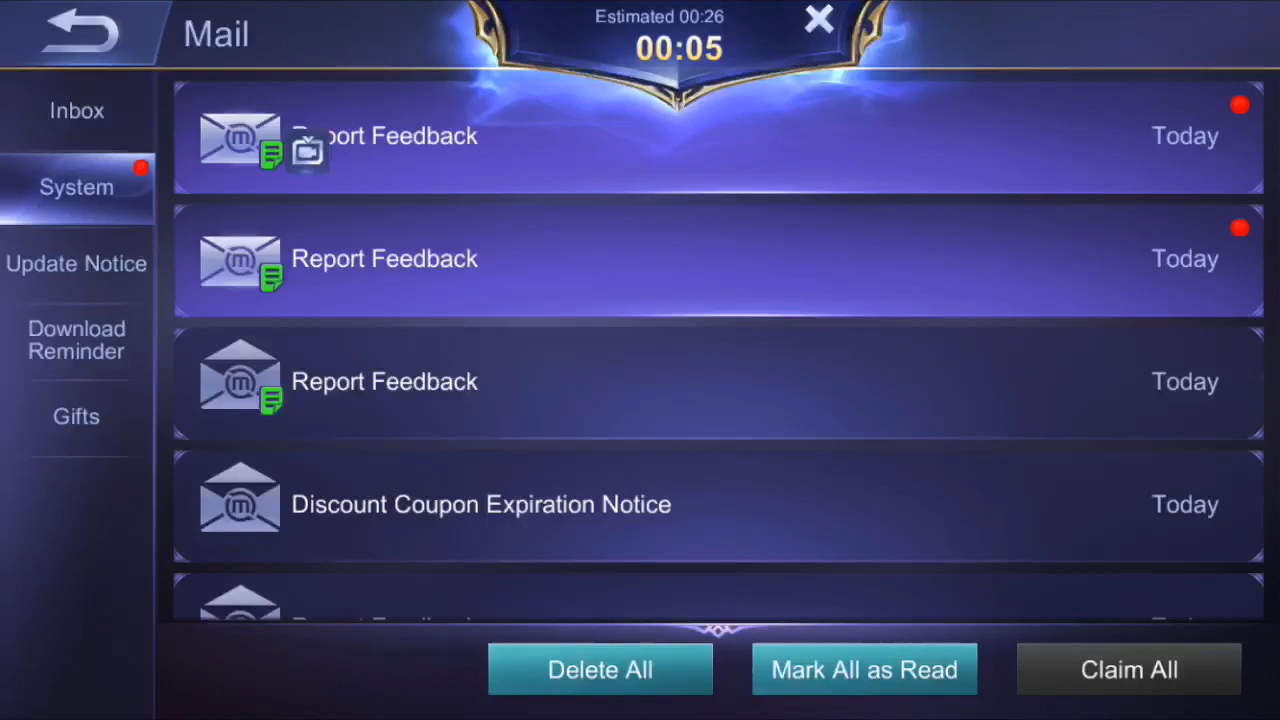 Mail
Estimated 00:26
00:05
Inbox
System
Update Notice
Download
Reminder
Gifts
Report Feedback
Today
Report Feedback
Today
Report Feedback
Today
Discount Coupon Expiration Notice
Today
Delete All
Mark All as Read
Claim All